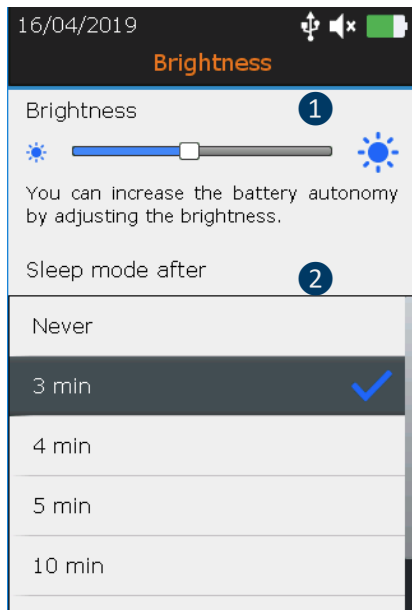 16/04/2019
Brightness
Brightness
1
You can increase the battery autonomy
by adjusting the brightness.
Sleep mode after
2
Never
3 min
4 min
5 min
10 min